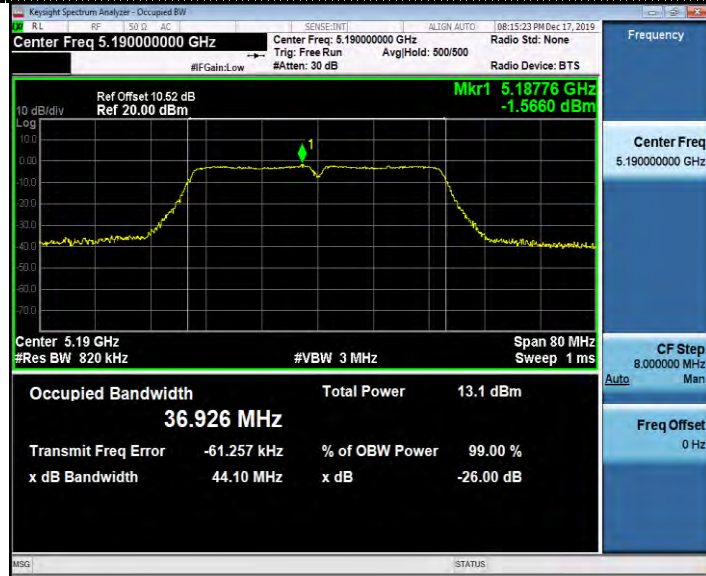 Keysight Spectrum Analyzer - Occupied BW
RL RF 50 Ω AC SENSE:INT ALIGN AUTO 08:15:23 PM Dec 17, 2019
Center Freq 5.190000000 GHz
Center Freq: 5.190000000 GHz Radio Std: None
Trig: Free Run Avg|Hold: 500/500
#IFGain:Low #Atten: 30 dB Radio Device: BTS
Ref Offset 10.52 dB Mkr1 5.18776 GHz
10 dB/div Ref 20.00 dBm -1.5660 dBm
Log
10.0
0.00
-10.0
-20.0
-30.0
-40.0
-50.0
-60.0
-70.0
1
Center 5.19 GHz Span 80 MHz
#Res BW 820 kHz #VBW 3 MHz Sweep 1 ms
Occupied Bandwidth Total Power 13.1 dBm
36.926 MHz
Transmit Freq Error -61.257 kHz % of OBW Power 99.00 %
x dB Bandwidth 44.10 MHz x dB -26.00 dB
MSG STATUS
Frequency
Center Freq
5.190000000 GHz
CF Step
8.000000 MHz
Auto Man
Freq Offset
0 Hz